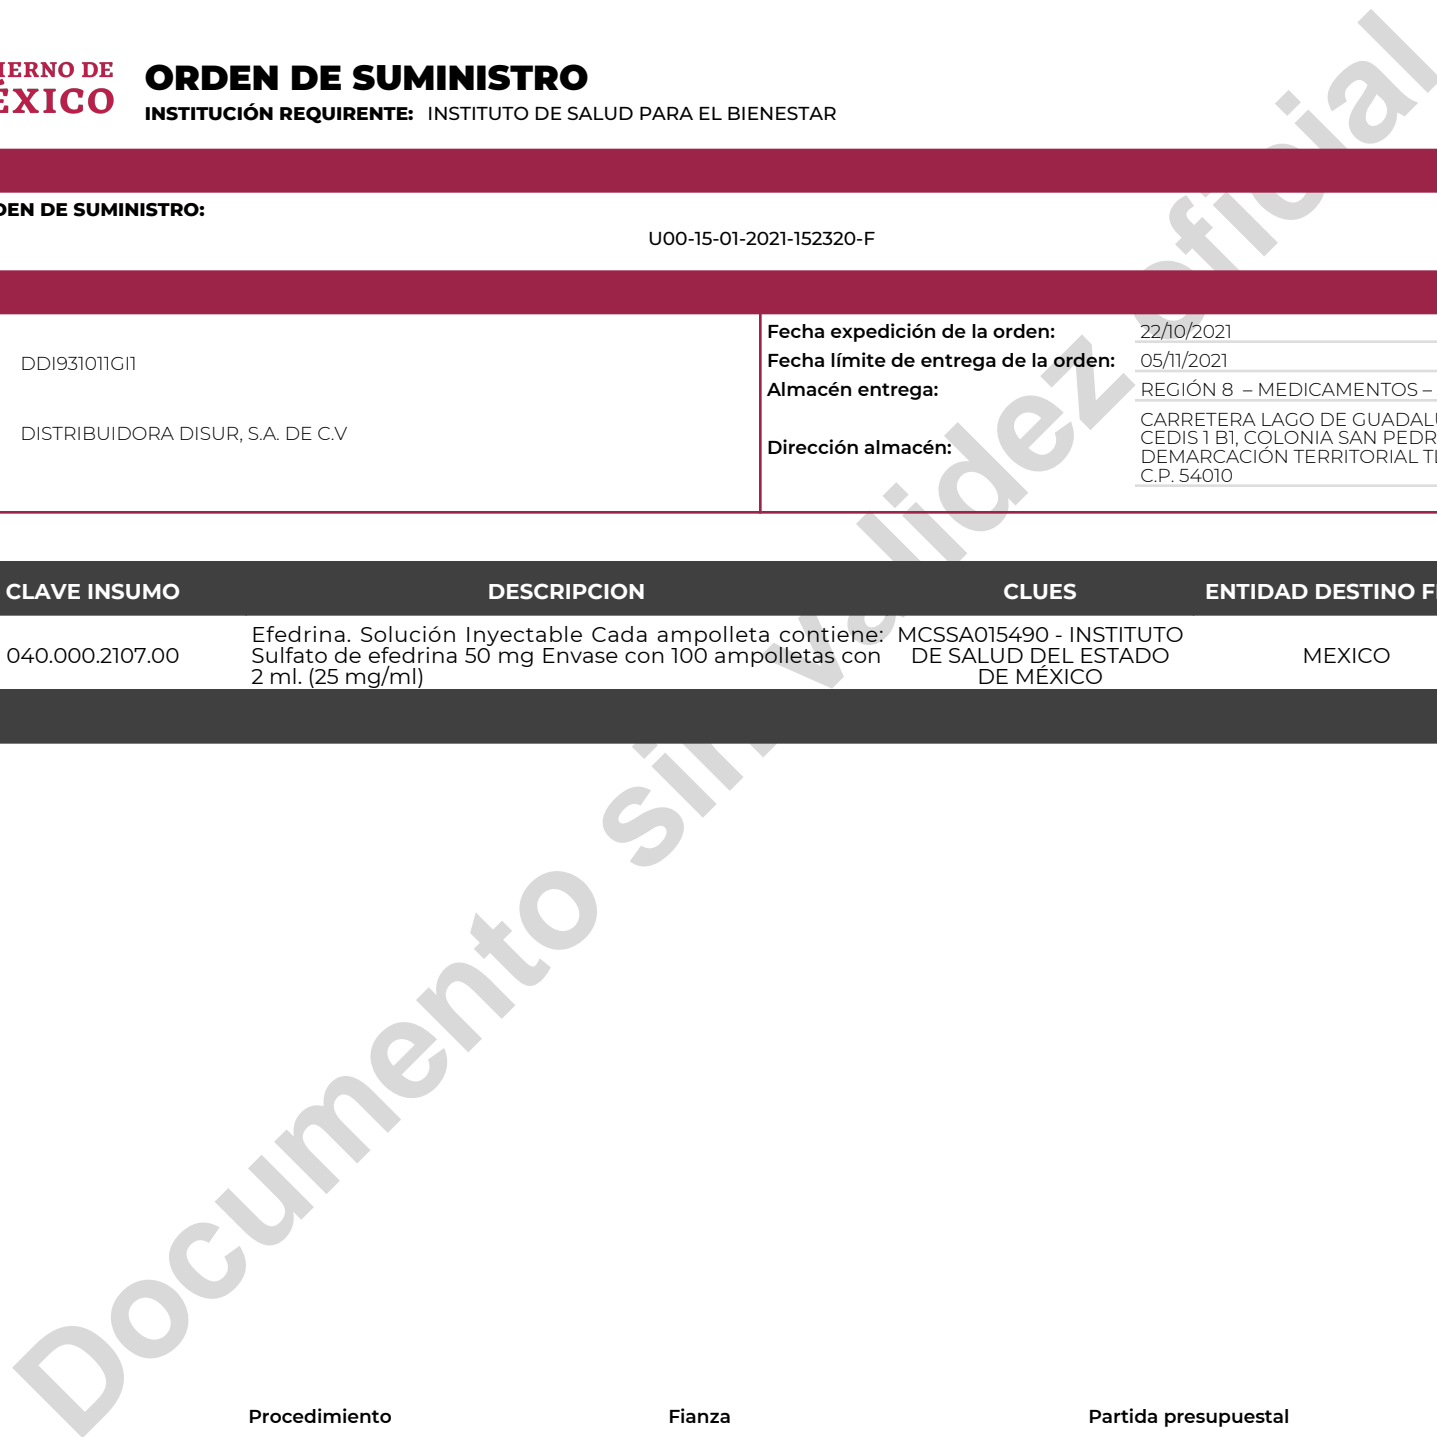 IERNO DE
ÉXICO
ORDEN DE SUMINISTRO
INSTITUCIÓN REQUIRENTE: INSTITUTO DE SALUD PARA EL BIENESTAR
DEN DE SUMINISTRO:
U00-15-01-2021-152320-F
DDI931011GI1
DISTRIBUIDORA DISUR, S.A. DE C.V
Fecha expedición de la orden: 22/10/2021
Fecha límite de entrega de la orden: 05/11/2021
Almacén entrega: REGIÓN 8 – MEDICAMENTOS –
Dirección almacén:
CARRETERA LAGO DE GUADALU
CEDIS 1 B1, COLONIA SAN PEDR
DEMARCACIÓN TERRITORIAL TL
C.P. 54010
CLAVE INSUMO DESCRIPCION CLUES ENTIDAD DESTINO FI
040.000.2107.00
Efedrina. Solución Inyectable Cada ampolleta contiene:
Sulfato de efedrina 50 mg Envase con 100 ampolletas con
2 ml. (25 mg/ml)
MCSSA015490 - INSTITUTO
DE SALUD DEL ESTADO
DE MÉXICO
MEXICO
Documento sin validez oficial
Procedimiento Fianza Partida presupuestal